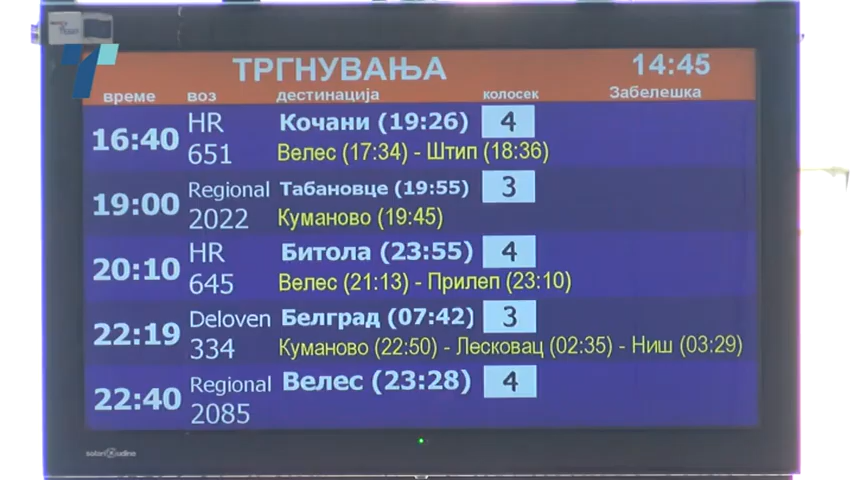 ТРГНУВАЊА 14:45
време воз дестинација колосек Забелешка
16:40 HR 651 Кочани (19:26) 4
Велес (17:34) - Штип (18:36)
19:00 Regional 2022 Табановце (19:55) 3
Куманово (19:45)
20:10 HR 645 Битола (23:55) 4
Велес (21:13) - Прилеп (23:10)
22:19 Deloven 334 Белград (07:42) 3
Куманово (22:50) - Лесковац (02:35) - Ниш (03:29)
22:40 Regional 2085 Велес (23:28) 4
solari udine